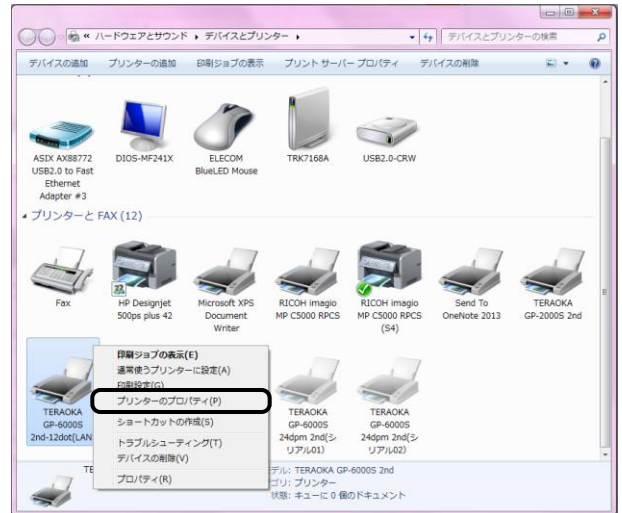 « ハードウェアとサウンド ▸ デバイスとプリンター ▸
デバイスとプリンターの検索
デバイスの追加 プリンターの追加 印刷ジョブの表示 プリント サーバー プロパティ デバイスの削除
ASIX AX88772
USB2.0 to Fast
Ethernet
Adapter #3
DIOS-MF241X
ELECOM
BlueLED Mouse
TRK7168A
USB2.0-CRW
プリンターと FAX (12)
Fax
HP Designjet
500ps plus 42
Microsoft XPS
Document
Writer
RICOH imagio
MP C5000 RPCS
RICOH imagio
MP C5000 RPCS
(S4)
Send To
OneNote 2013
TERAOKA
GP-2000S 2nd
TERAOKA
GP-6000S
2nd-12dot(LAN
印刷ジョブの表示(E)
通常使うプリンターに設定(A)
印刷設定(G)
プリンターのプロパティ(P)
ショートカットの作成(S)
トラブルシューティング(T)
デバイスの削除(V)
プロパティ(R)
TERAOKA
GP-6000S
24dpm 2nd(シ
リアル01)
TERAOKA
GP-6000S
24dpm 2nd(シ
リアル02)
TE
デル: TERAOKA GP-6000S 2nd
ゴリ: プリンター
状態: キューに 0 個のドキュメント